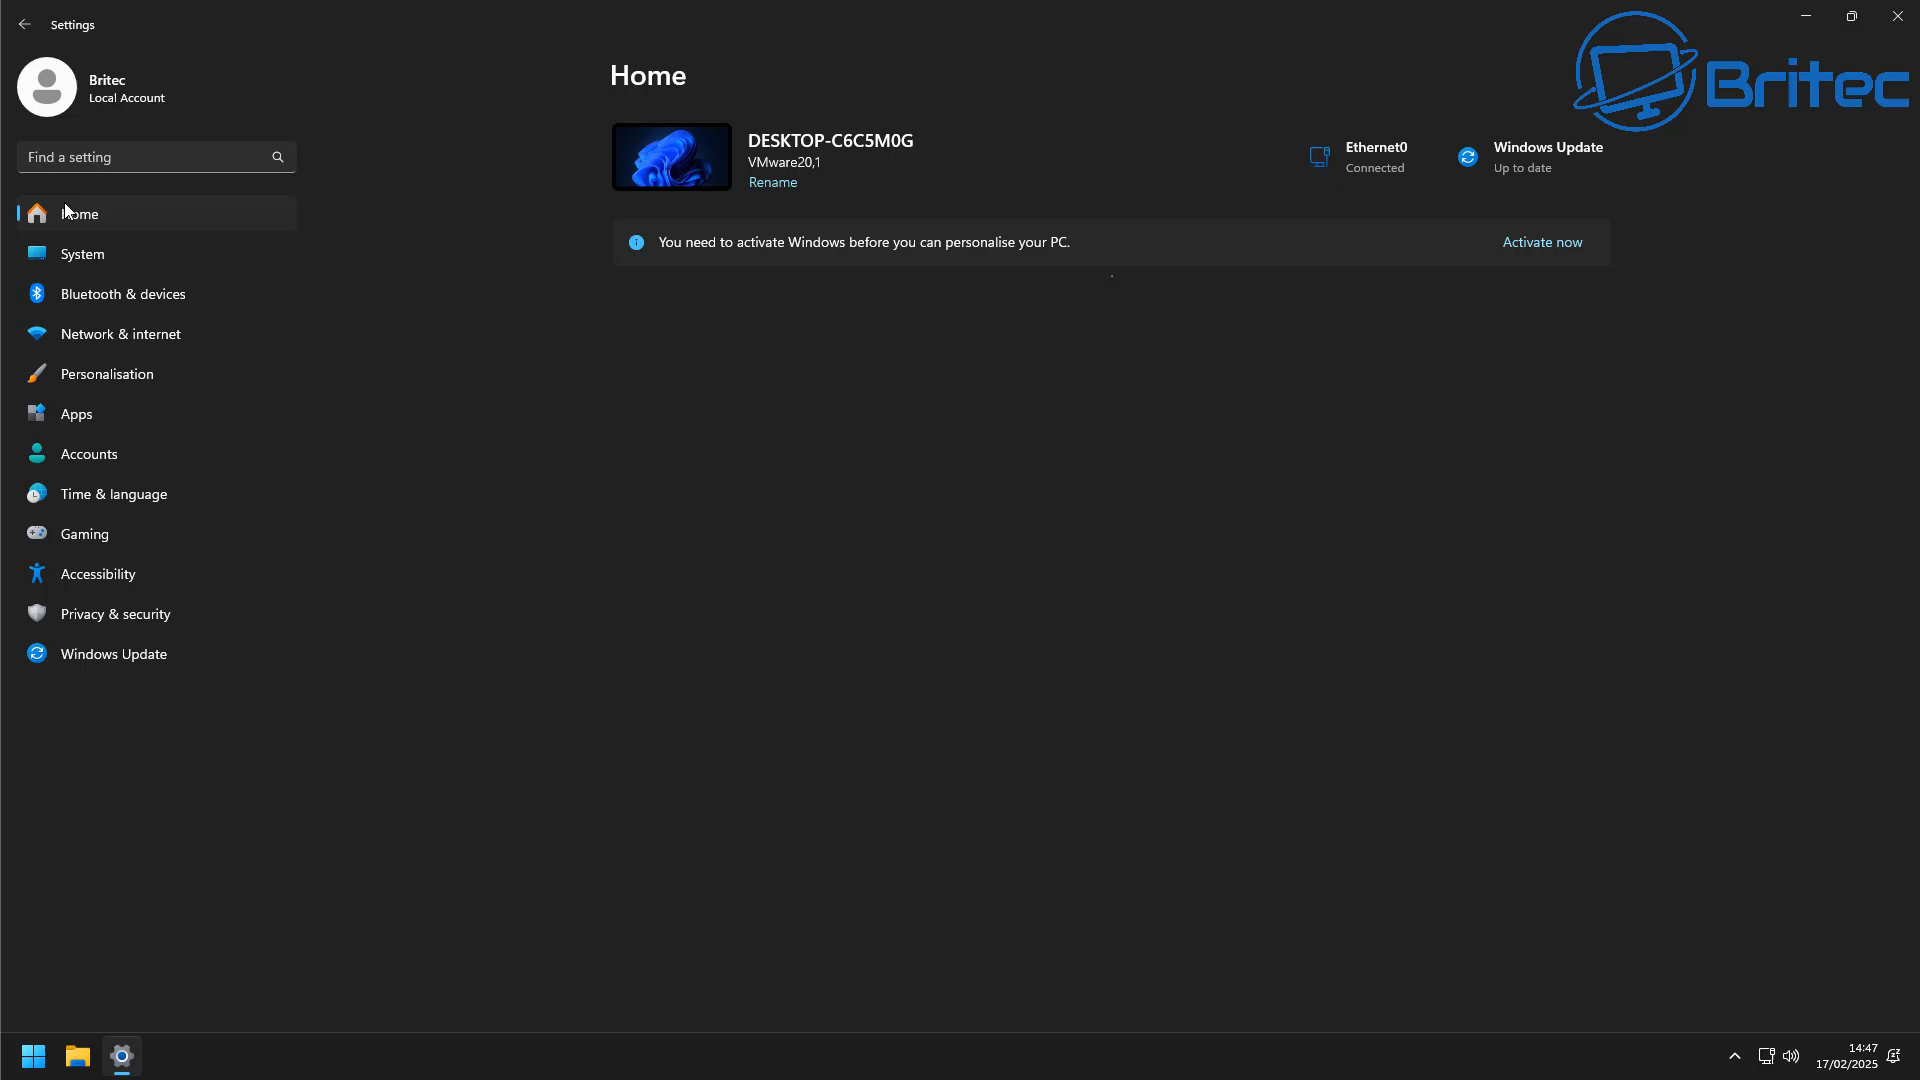 Settings
Britec
Local Account
Find a setting
Home
System
Bluetooth & devices
Network & internet
Personalisation
Apps
Accounts
Time & language
Gaming
Accessibility
Privacy & security
Windows Update
Home
DESKTOP-C6C5M0G
VMware20,1
Rename
Ethernet0
Connected
Windows Update
Up to date
Britec
You need to activate Windows before you can personalise your PC.
Activate now
14:47
17/02/2025